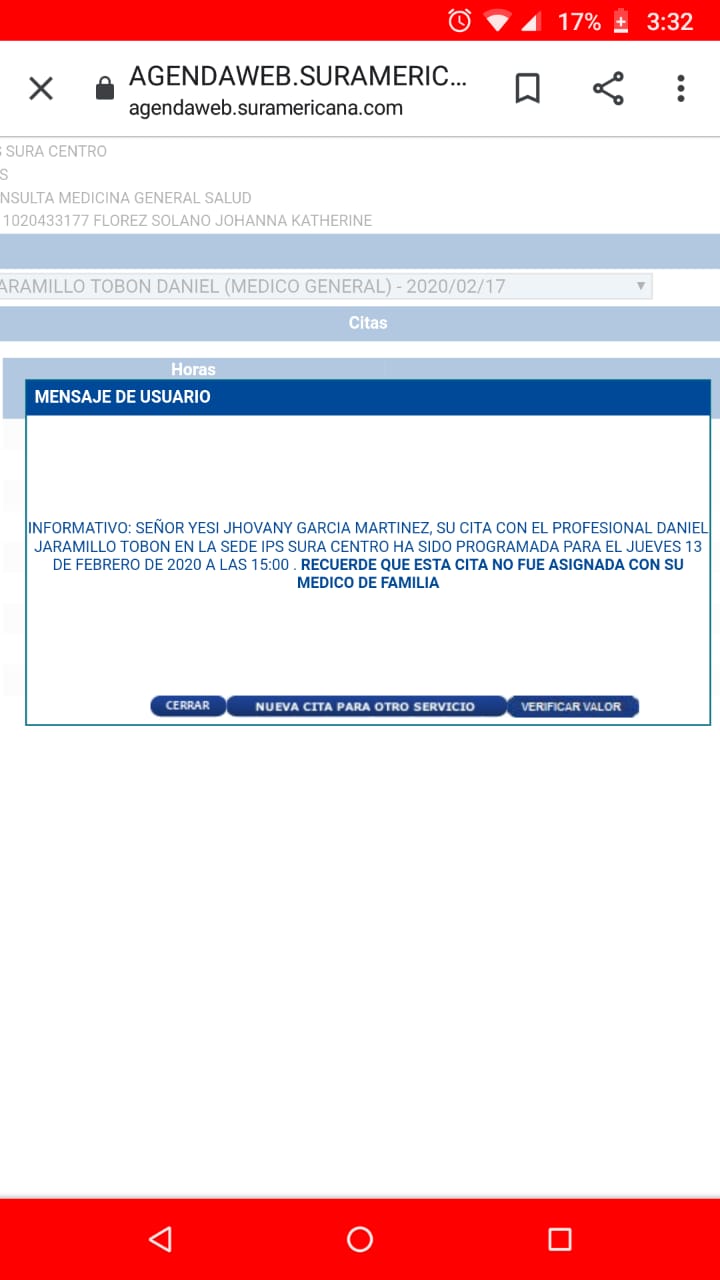 17% 3:32
AGENDAWEB.SURAMERIC...
agendaweb.suramericana.com
SURA CENTRO
S
NSULTA MEDICINA GENERAL SALUD
1020433177 FLOREZ SOLANO JOHANNA KATHERINE
ARAMILLO TOBON DANIEL (MEDICO GENERAL) - 2020/02/17
Citas
Horas
MENSAJE DE USUARIO
INFORMATIVO: SEÑOR YESI JHOVANY GARCIA MARTINEZ, SU CITA CON EL PROFESIONAL DANIEL
JARAMILLO TOBON EN LA SEDE IPS SURA CENTRO HA SIDO PROGRAMADA PARA EL JUEVES 13
DE FEBRERO DE 2020 A LAS 15:00 . RECUERDE QUE ESTA CITA NO FUE ASIGNADA CON SU
MEDICO DE FAMILIA
CERRAR NUEVA CITA PARA OTRO SERVICIO VERIFICAR VALOR